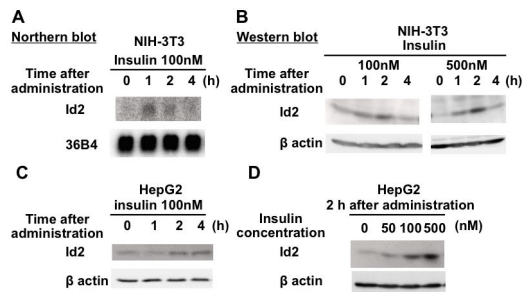 A
Northern blot
NIH-3T3
Insulin 100nM
Time after
administration
0 1 2 4 (h)
Id2
36B4
B
Western blot
NIH-3T3
Insulin
100nM 500nM
Time after
administration
0 1 2 4 0 1 2 4 (h)
Id2
β actin
C
HepG2
insulin 100nM
Time after
administration
0 1 2 4 (h)
Id2
β actin
D
HepG2
2 h after administration
Insulin
concentration
0 50 100 500 (nM)
Id2
β actin